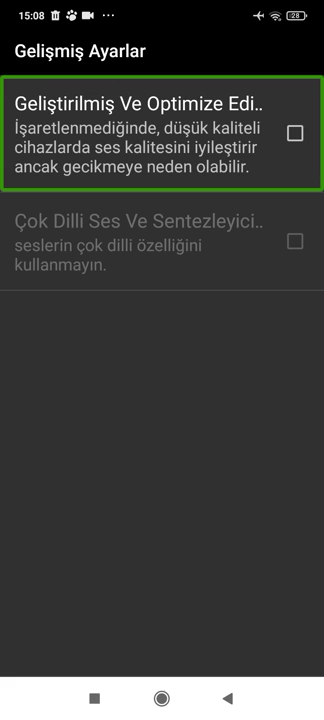 15:08
28
Gelişmiş Ayarlar
Geliştirilmiş Ve Optimize Edi..
İşaretlenmediğinde, düşük kaliteli
cihazlarda ses kalitesini iyileştirir
ancak gecikmeye neden olabilir.
Çok Dilli Ses Ve Sentezleyici..
seslerin çok dilli özelliğini
kullanmayın.